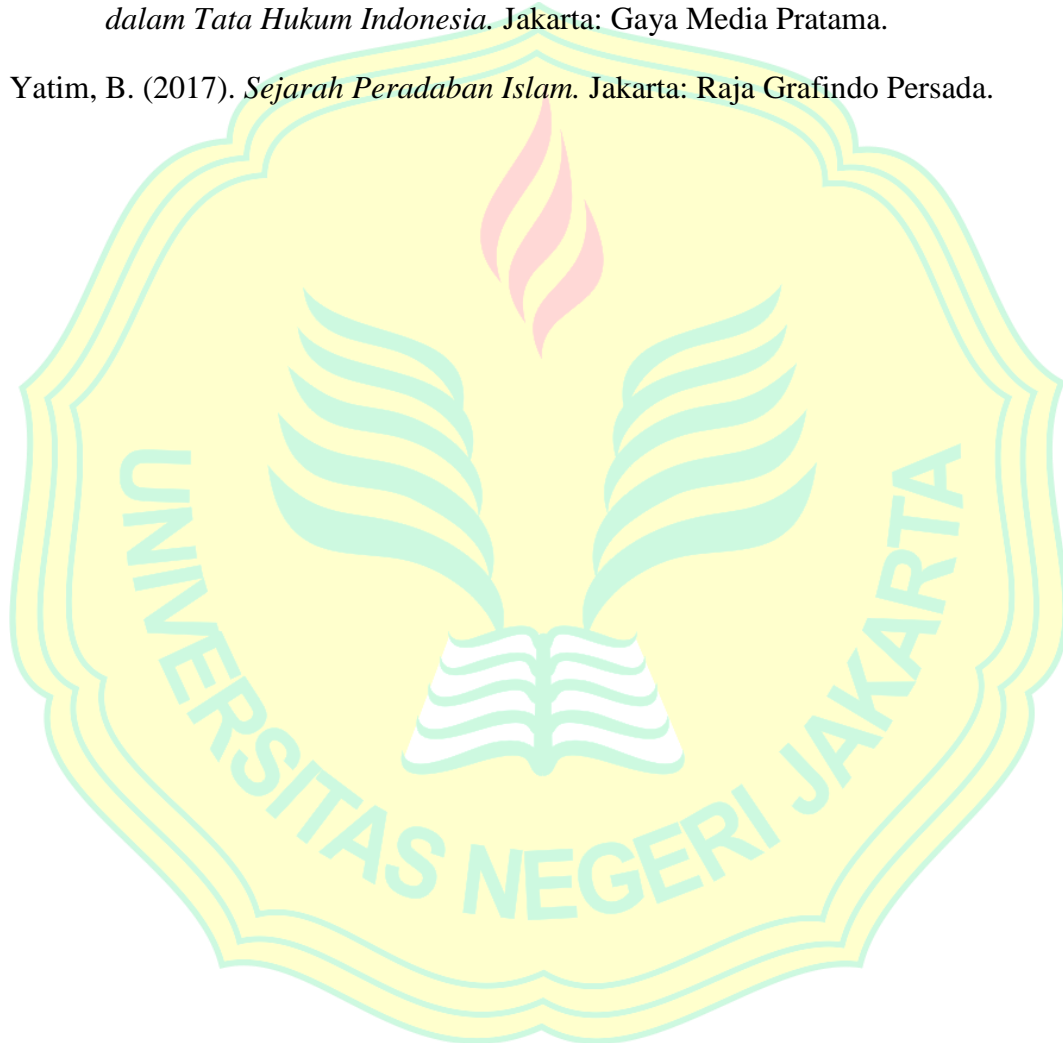 dalam Tata Hukum Indonesia. Jakarta: Gaya Media Pratama.
Yatim, B. (2017). Sejarah Peradaban Islam. Jakarta: Raja Grafindo Persada.
UNIVERSITAS NEGERI JAKARTA